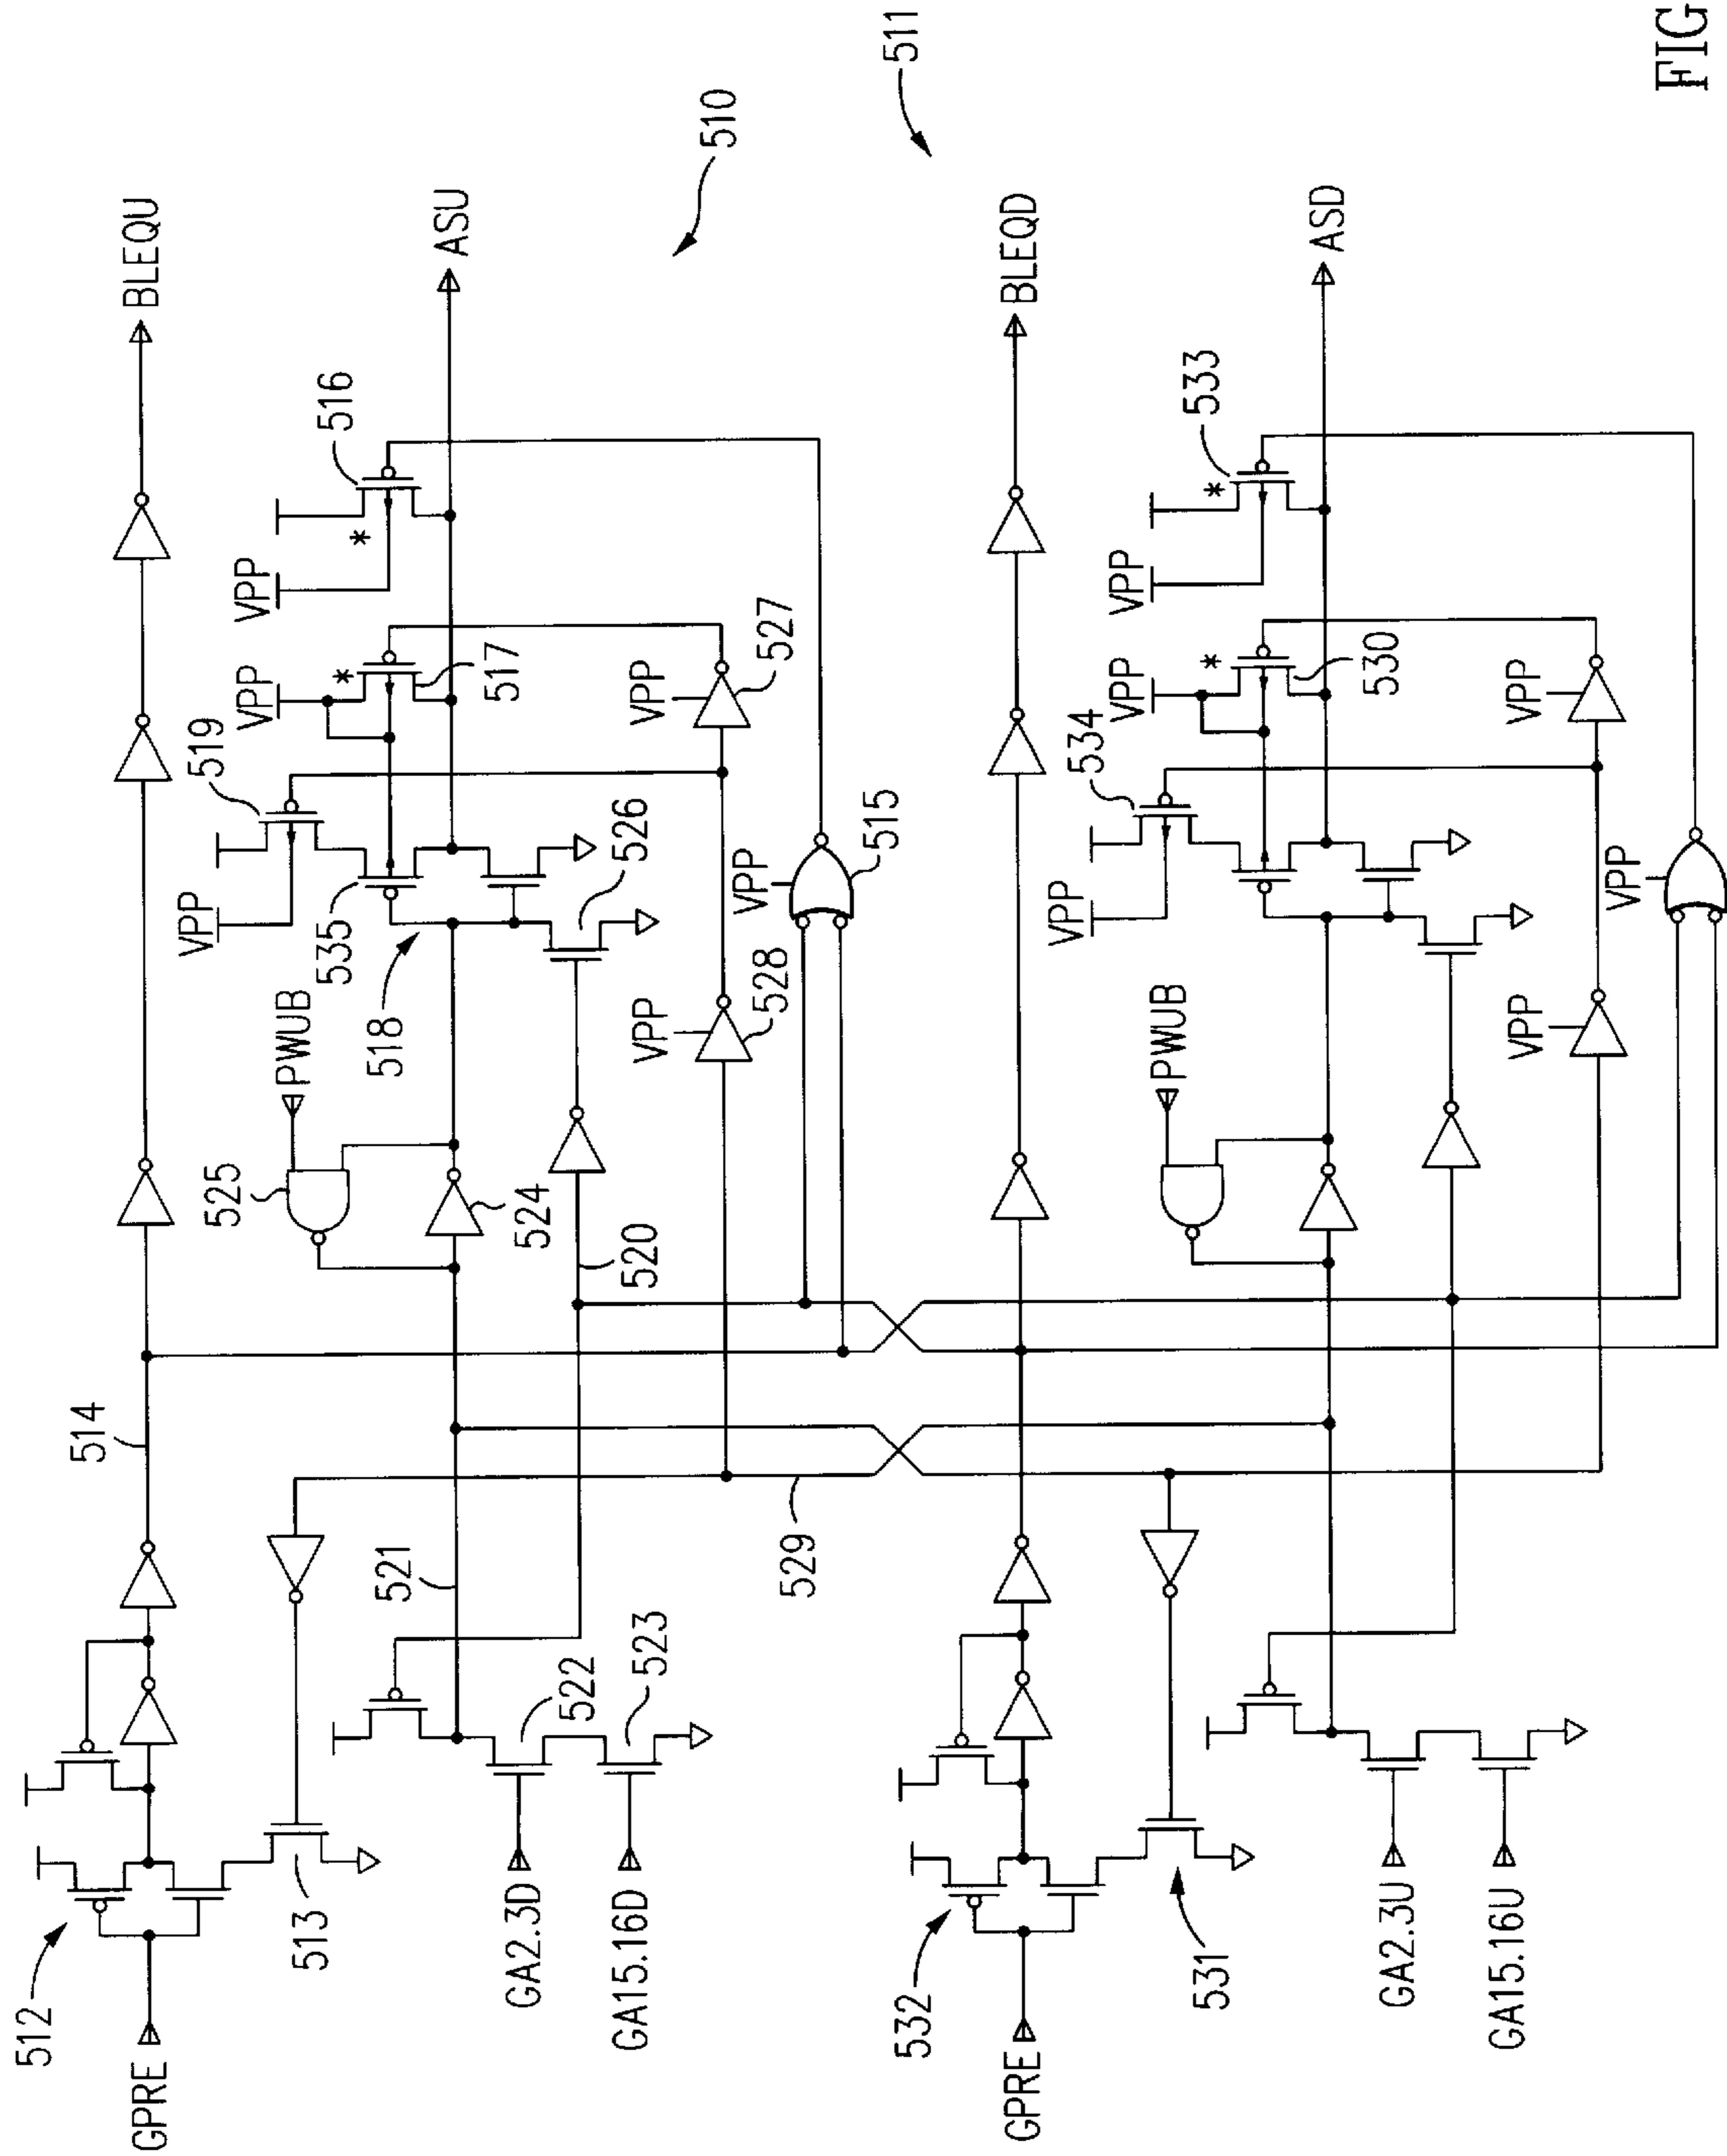 FIG
511
510
BLEQU
ASU
516
VPP
*
VPP
*
517
527
VPP
519
VPP
535
518
526
VPP
515
528
VPP
PWUB
525
524
520
514
529
521
522
523
512
513
GPRE
GA2.3D
GA15.16D
BLEQD
ASD
533
VPP
*
VPP
*
530
VPP
534
VPP
VPP
VPP
PWUB
532
531
GPRE
GA2.3U
GA15.16U